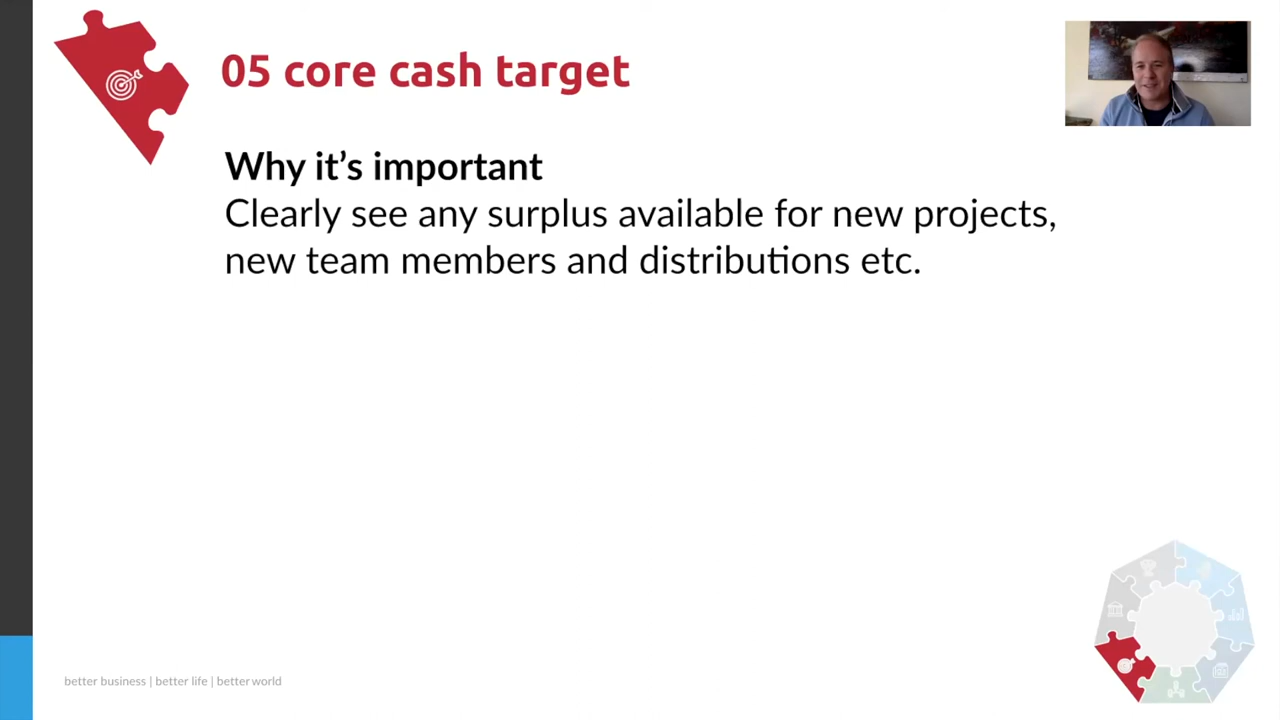 05 core cash target
Why it’s important
Clearly see any surplus available for new projects,
new team members and distributions etc.
better business | better life | better world